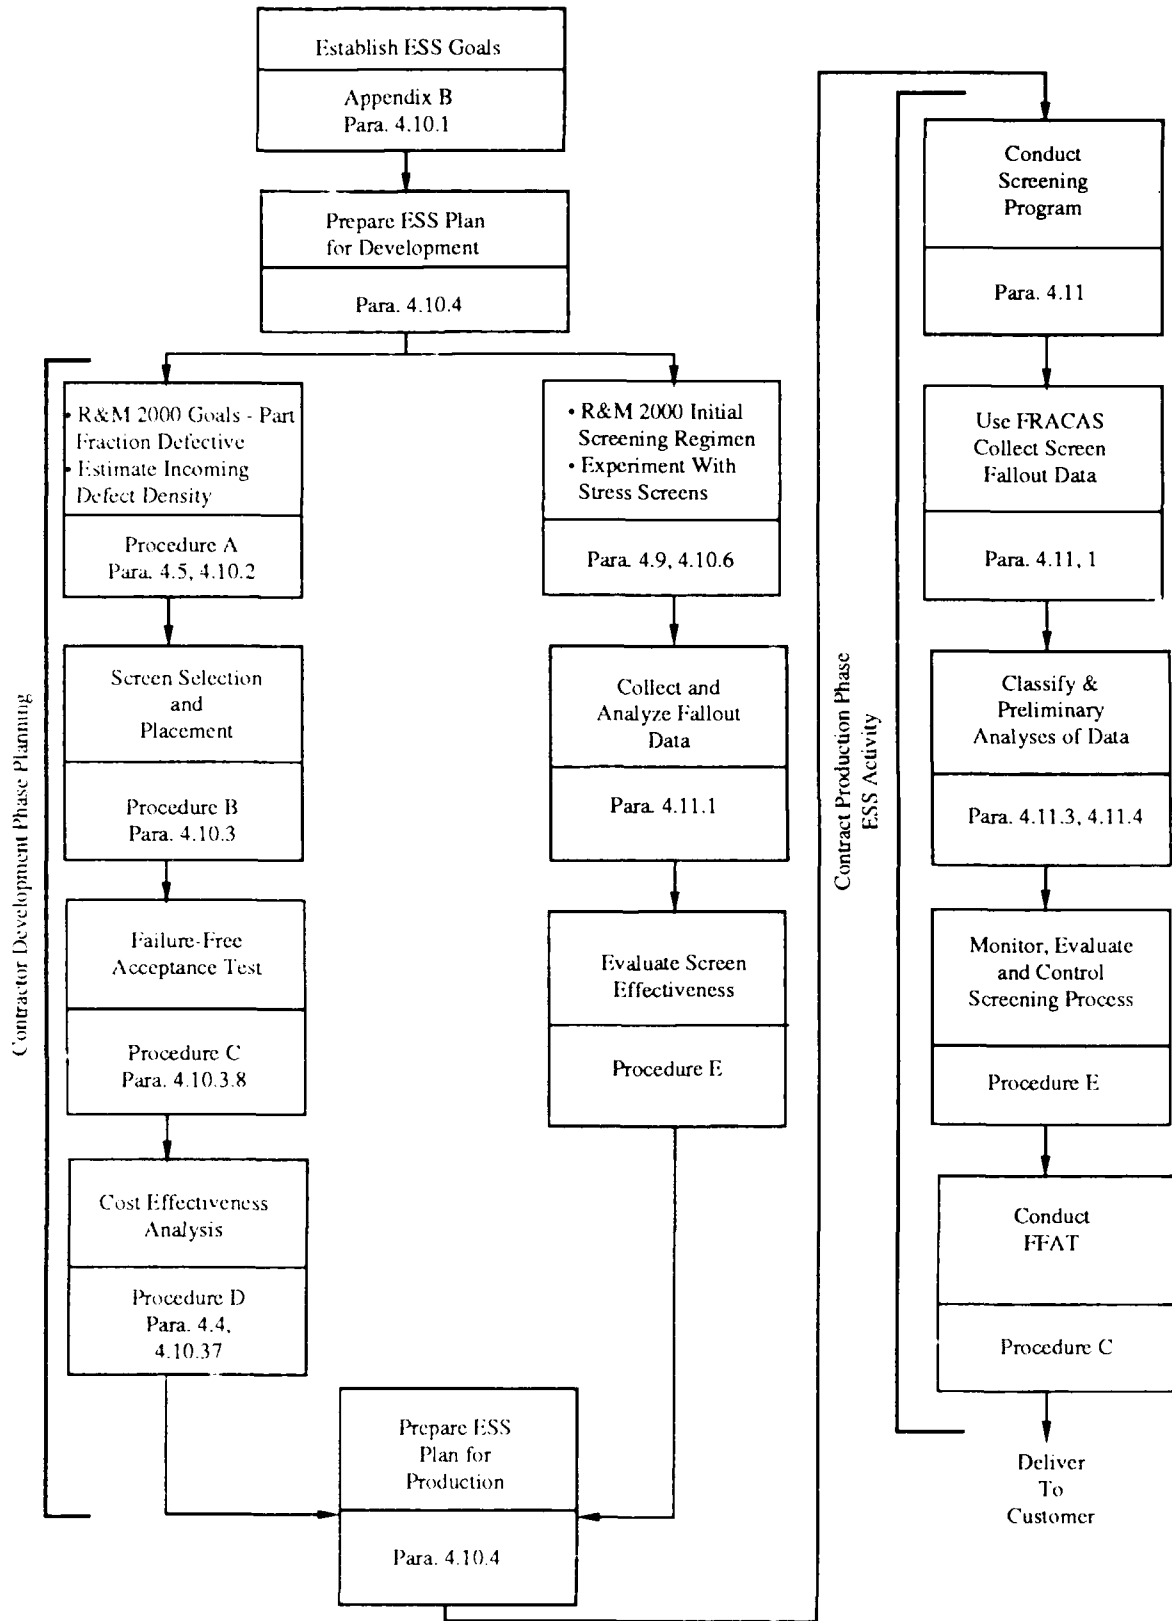 Establish ESS Goals
Appendix B
Para. 4.10.1
Prepare ESS Plan
for Development
Para. 4.10.4
Contractor Development Phase Planning
• R&M 2000 Goals - Part
Fraction Defective
• Estimate Incoming
Defect Density
Procedure A
Para. 4.5, 4.10.2
Screen Selection
and
Placement
Procedure B
Para. 4.10.3
Failure-Free
Acceptance Test
Procedure C
Para. 4.10.3.8
Cost Effectiveness
Analysis
Procedure D
Para. 4.4,
4.10.37
• R&M 2000 Initial
Screening Regimen
• Experiment With
Stress Screens
Para. 4.9, 4.10.6
Collect and
Analyze Fallout
Data
Para. 4.11.1
Evaluate Screen
Effectiveness
Procedure E
Prepare ESS
Plan for
Production
Para. 4.10.4
Contract Production Phase
ESS Activity
Conduct
Screening
Program
Para. 4.11
Use FRACAS
Collect Screen
Fallout Data
Para. 4.11, 1
Classify &
Preliminary
Analyses of Data
Para. 4.11.3, 4.11.4
Monitor, Evaluate
and Control
Screening Process
Procedure E
Conduct
FFAT
Procedure C
Deliver
To
Customer